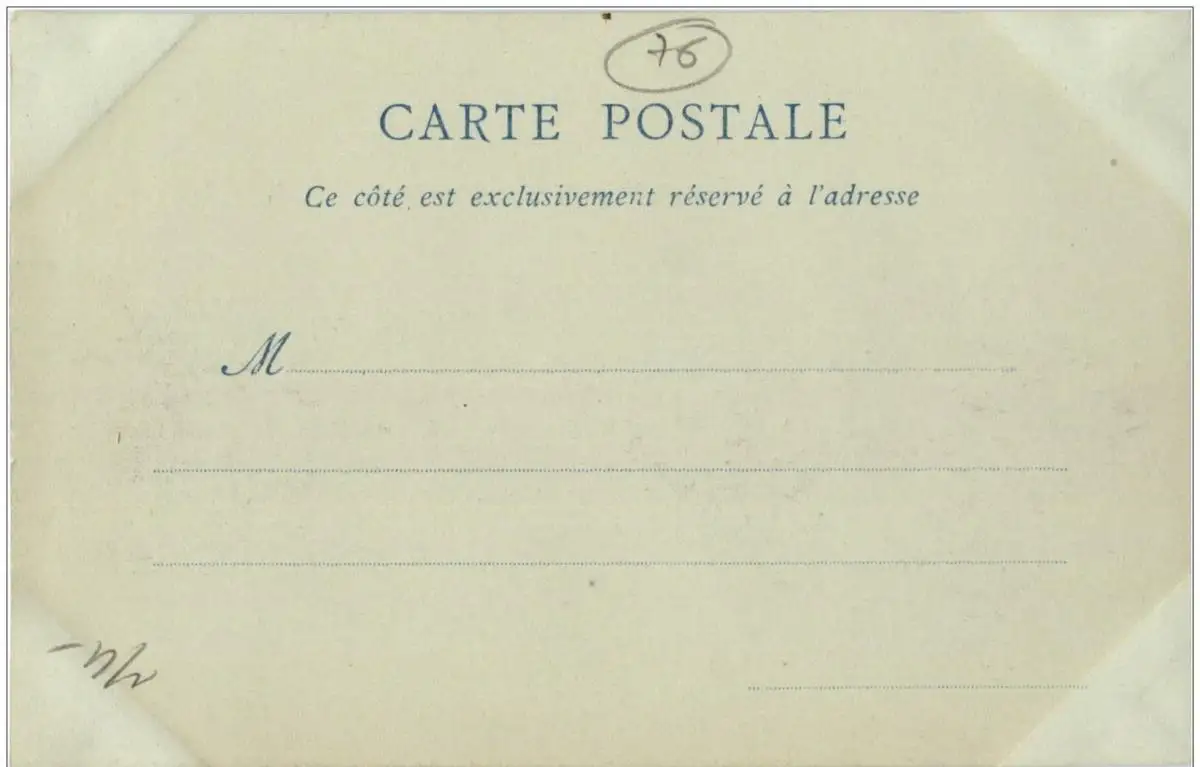 76
CARTE POSTALE
Ce côté est exclusivement réservé à l'adresse
M